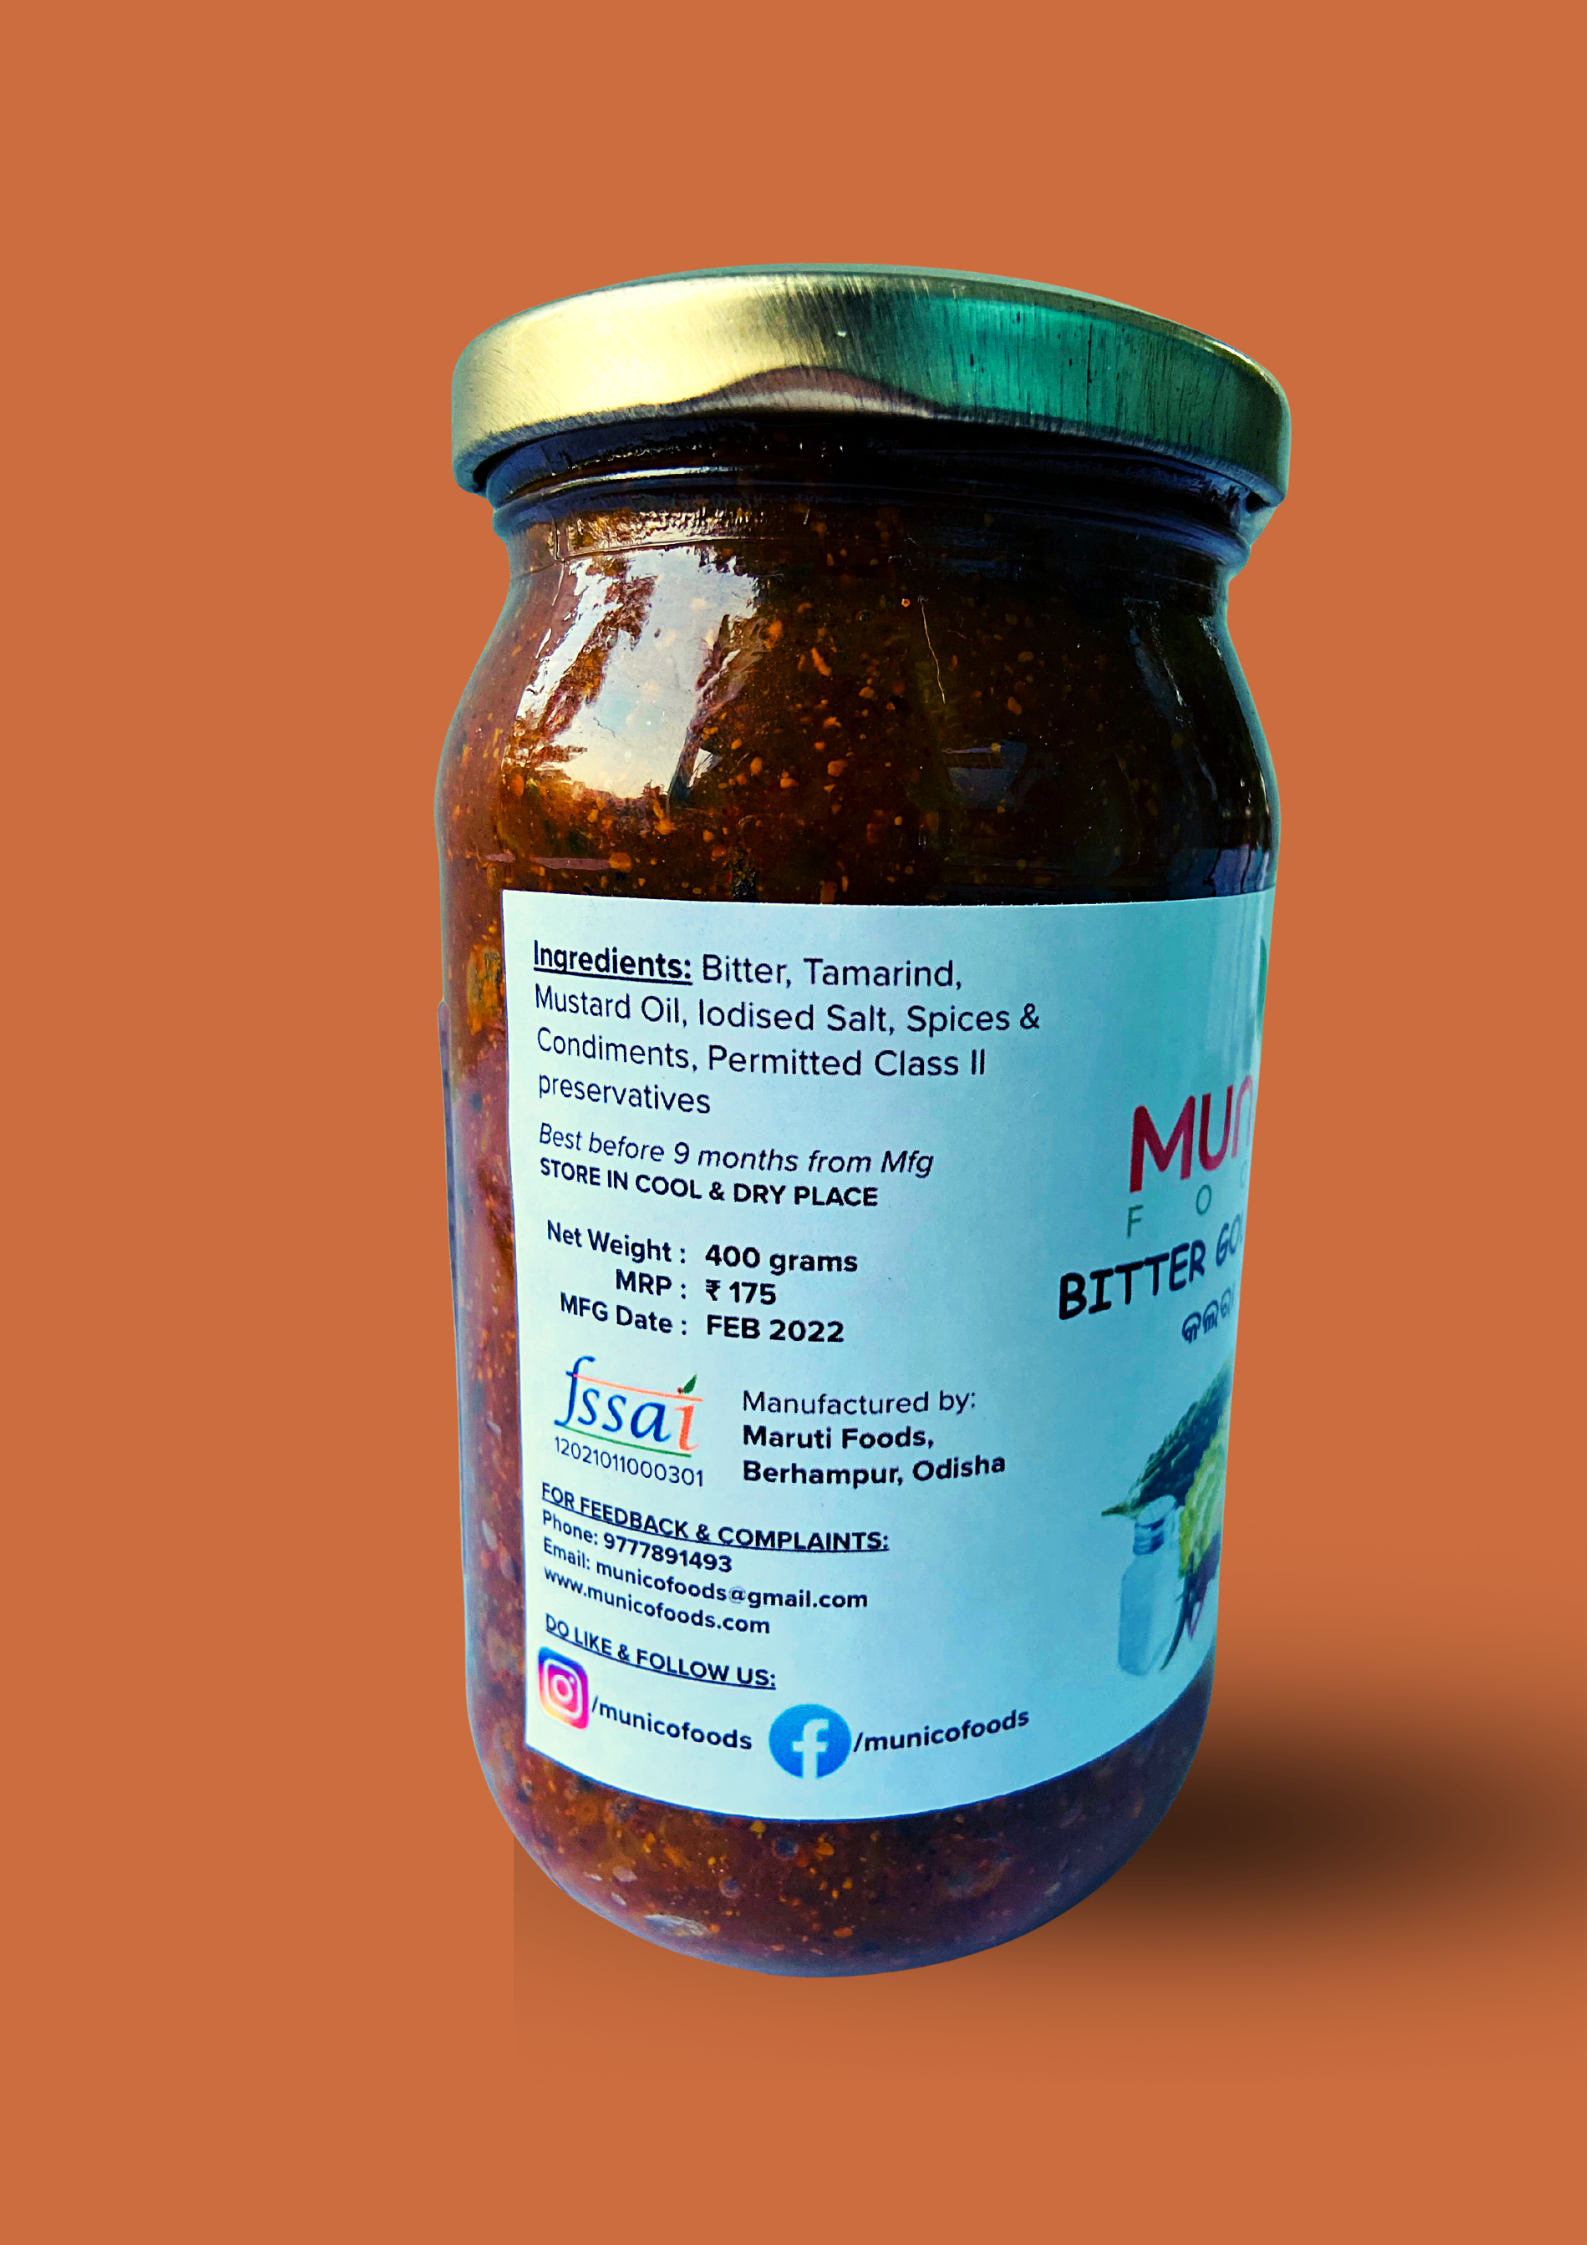 Ingredients: Bitter, Tamarind,
Mustard Oil, Iodised Salt, Spices &
Condiments, Permitted Class II
preservatives
Best before 9 months from Mfg
STORE IN COOL & DRY PLACE
Net Weight : 400 grams
MRP : ₹ 175
MFG Date : FEB 2022
fssai
12021011000301
Manufactured by:
Maruti Foods,
Berhampur, Odisha
FOR FEEDBACK & COMPLAINTS:
Phone: 9777891493
Email: municofoods@gmail.com
www.municofoods.com
DO LIKE & FOLLOW US:
/municofoods /municofoods
BITTER